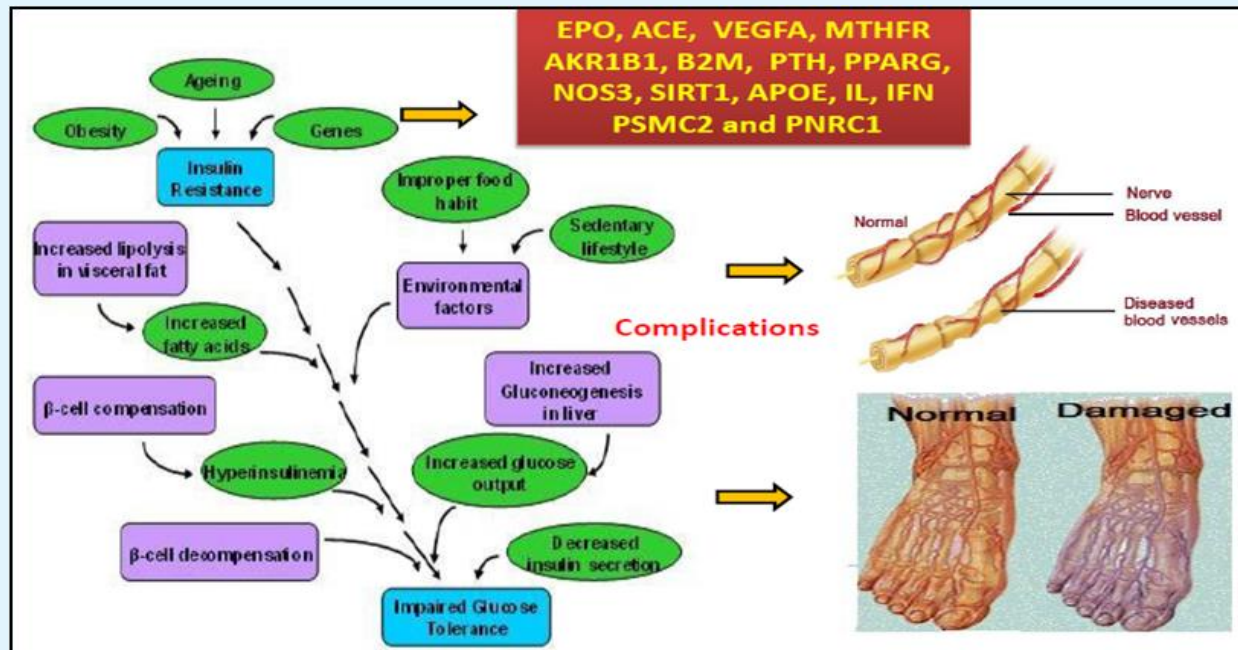 EPO, ACE, VEGFA, MTHFR
AKR1B1, B2M, PTH, PPARG,
NOS3, SIRT1, APOE, IL, IFN
PSMC2 and PNRC1
Ageing
Obesity
Genes
Insulin
Resistance
Improper food
habit
Sedentary
lifestyle
Increased lipolysis
in visceral fat
Environmental
factors
Increased
fatty acids
Increased
Gluconeogenesis
in liver
β-cell compensation
Hyperinsulinemia
Increased glucose
output
β-cell decompensation
Decreased
insulin secretion
Impaired Glucose
Tolerance
Complications
Normal
Nerve
Blood vessel
Diseased
blood vessels
Normal
Damaged